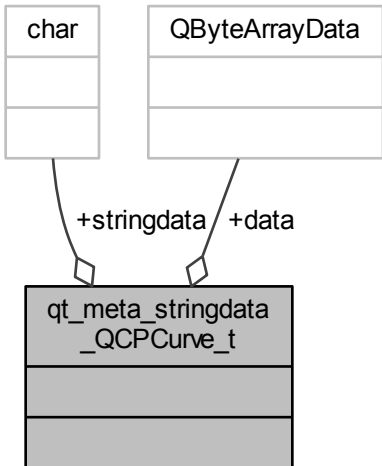 char
QByteArrayData
+stringdata
+data
qt_meta_stringdata
_QCPCurve_t